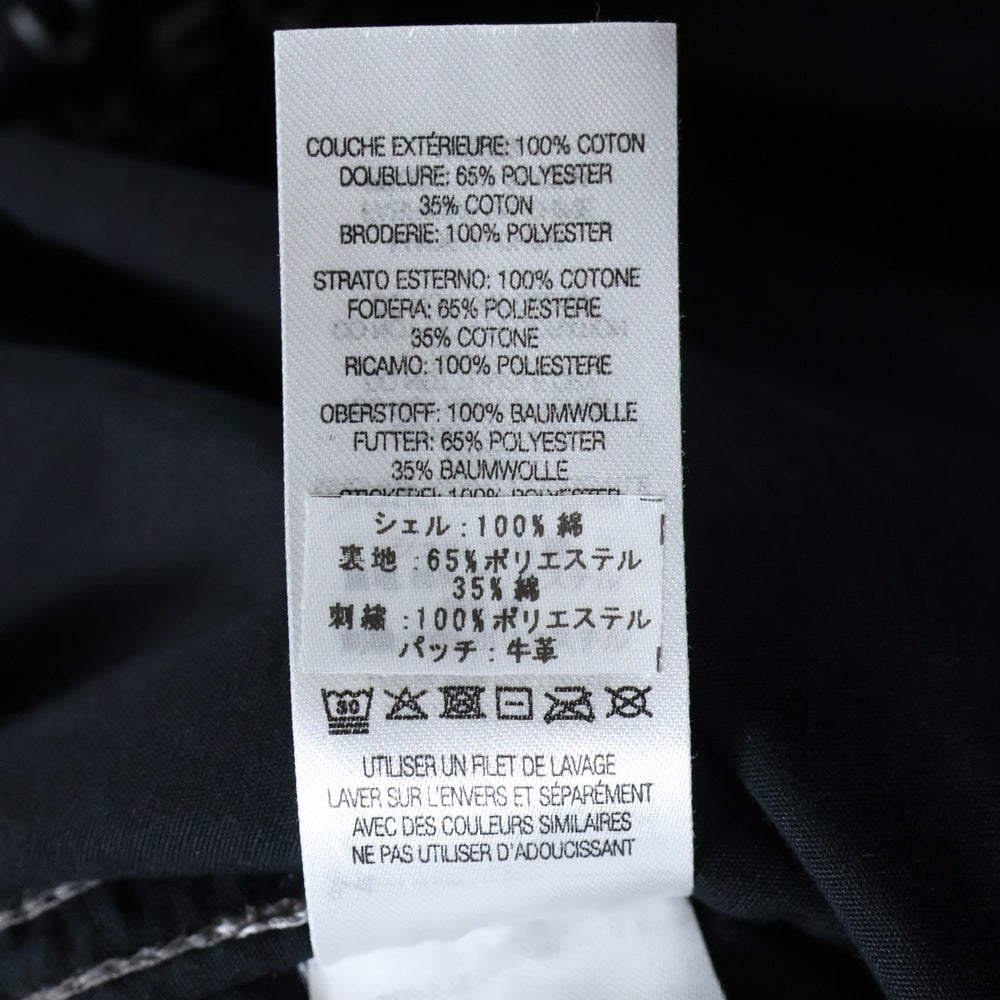 COUCHE EXTÉRIEURE: 100% COTON
DOUBLURE: 65% POLYESTER
35% COTON
BRODERIE: 100% POLYESTER
STRATO ESTERNO: 100% COTONE
FODERA: 65% POLIESTERE
35% COTONE
RICAMO: 100% POLIESTERE
OBERSTOFF: 100% BAUMWOLLE
FUTTER: 65% POLYESTER
35% BAUMWOLLE
STICKEREI: 100% POLYESTER
シェル:100%綿
裏地:65%ポリエステル
35%綿
刺繍:100%ポリエステル
パッチ:牛革
30
UTILISER UN FILET DE LAVAGE
LAVER SUR L'ENVERS ET SÉPARÉMENT
AVEC DES COULEURS SIMILAIRES
NE PAS UTILISER D'ADOUCISSANT